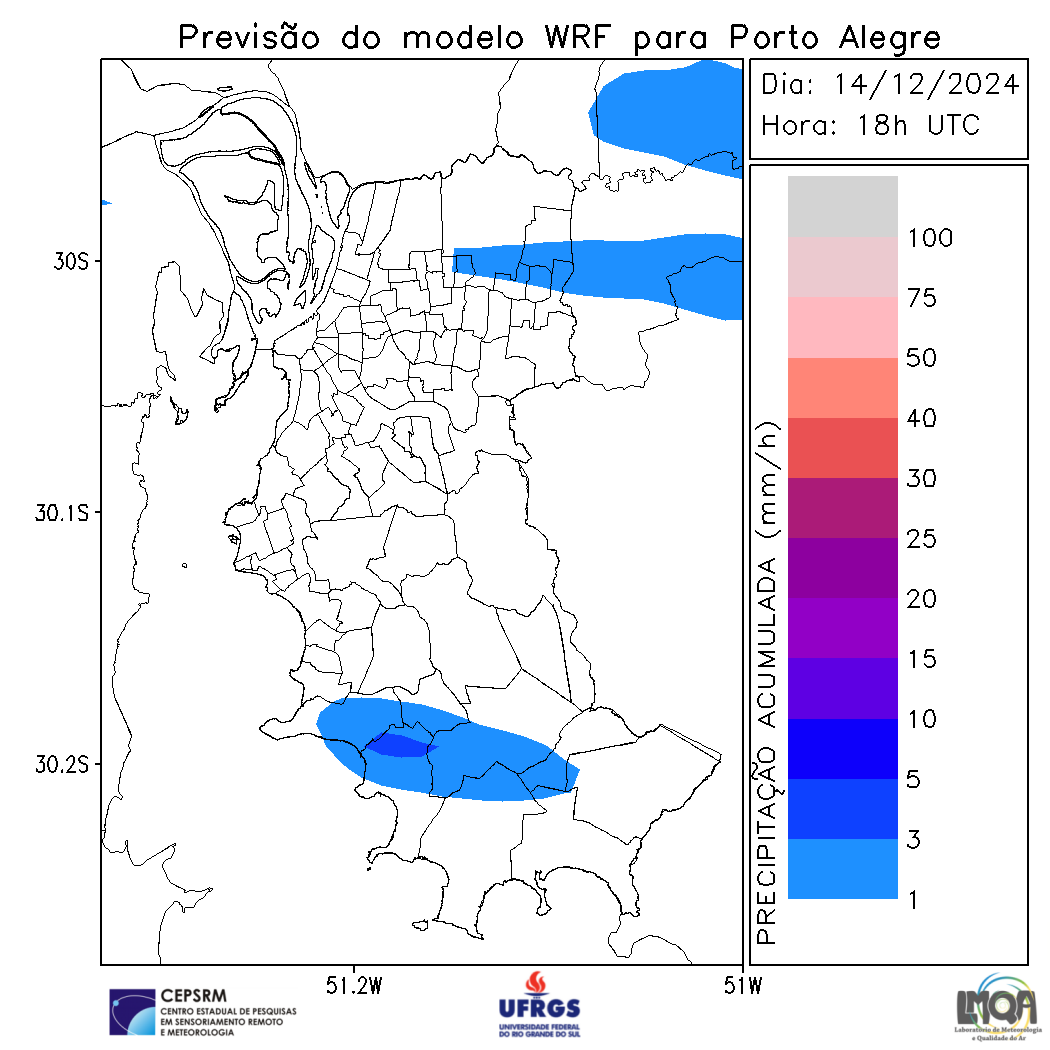 Previsão do modelo WRF para Porto Alegre
Dia: 14/12/2024
Hora: 18h UTC
30S
30.1S
30.2S
51.2W
51W
PRECIPITAÇÃO ACUMULADA (mm/h)
100
75
50
40
30
25
20
15
10
5
3
1
CEPSRM
CENTRO ESTADUAL DE PESQUISAS
EM SENSORIAMENTO REMOTO
E METEOROLOGIA
UFRGS
UNIVERSIDADE FEDERAL
DO RIO GRANDE DO SUL
LMQA
Laboratório de Meteorologia
e Qualidade do Ar